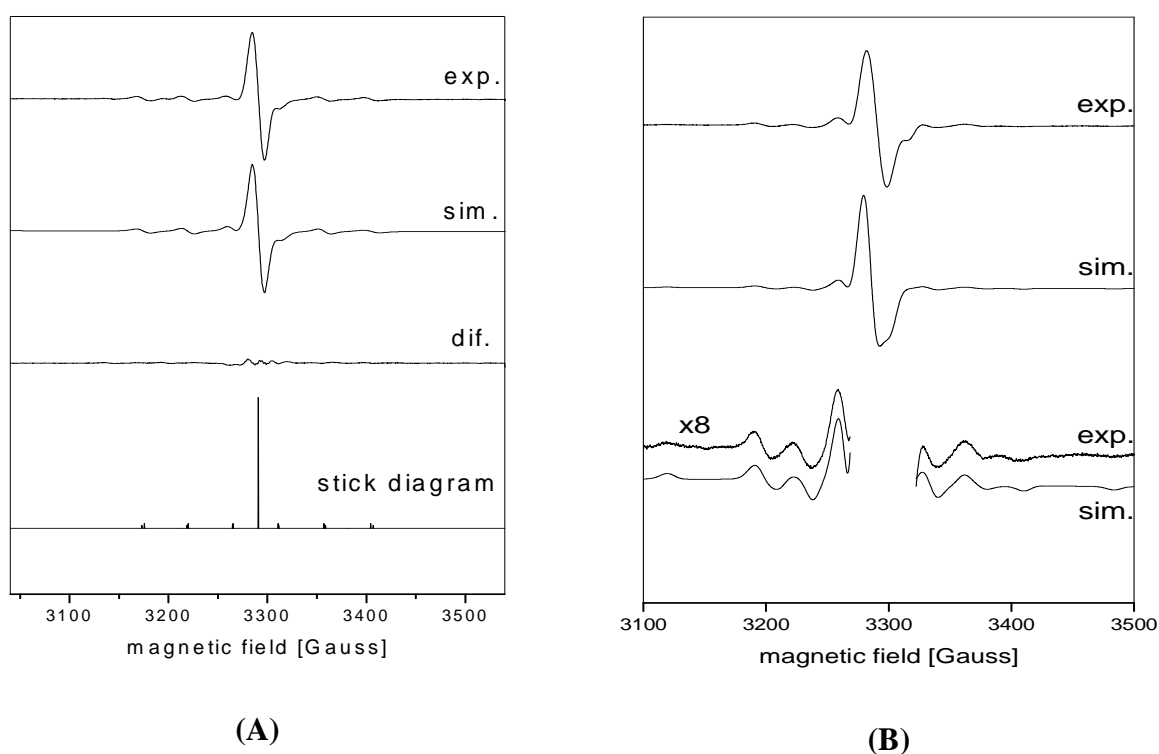 exp.
sim.
dif.
stick diagram
3100 3200 3300 3400 3500
magnetic field [Gauss]
(A)
exp.
sim.
x8
exp.
sim.
3100 3200 3300 3400 3500
magnetic field [Gauss]
(B)